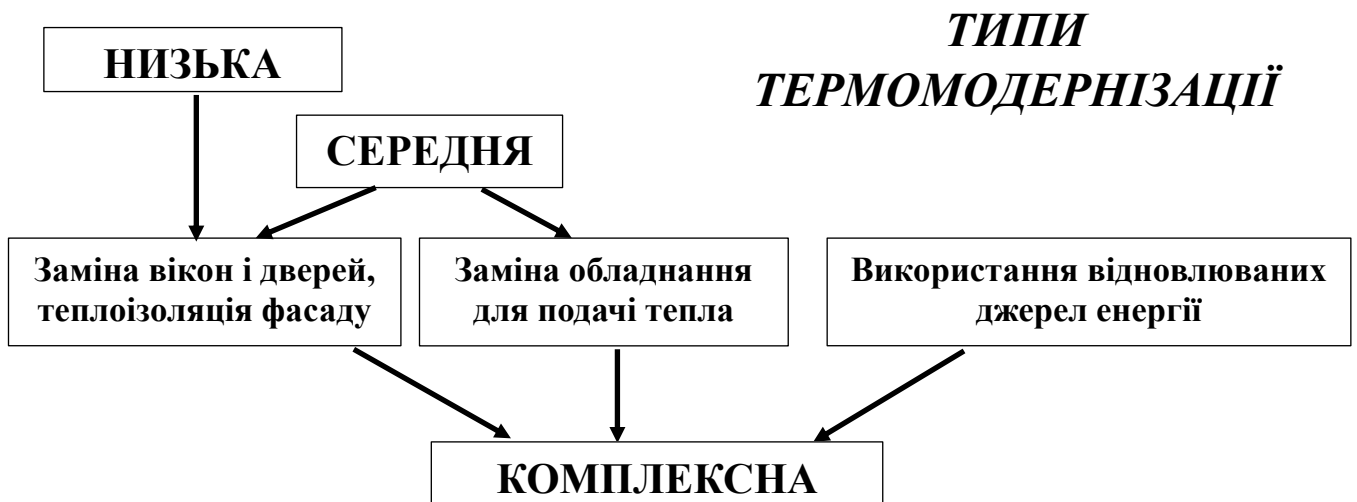 ТИПИ
ТЕРМОМОДЕРНІЗАЦІЇ
НИЗЬКА
СЕРЕДНЯ
Заміна вікон і дверей,
теплоізоляція фасаду
Заміна обладнання
для подачі тепла
Використання відновлюваних
джерел енергії
КОМПЛЕКСНА